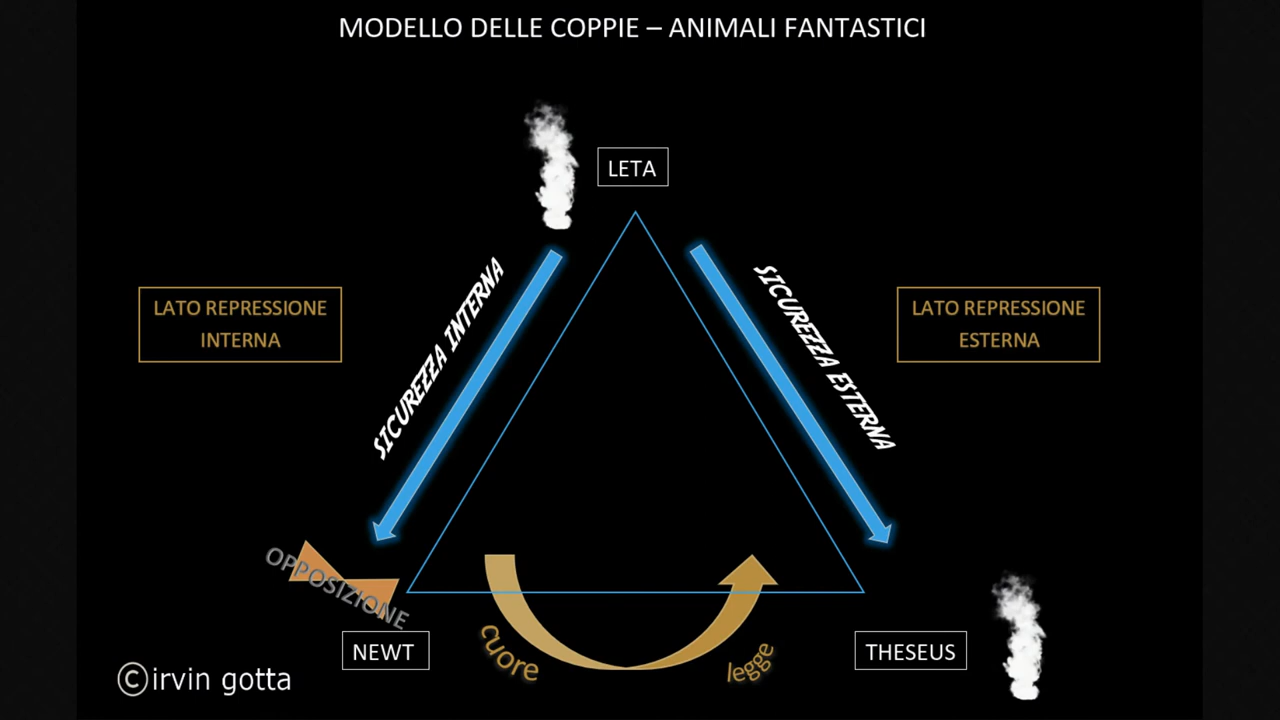 MODELLO DELLE COPPIE – ANIMALI FANTASTICI
LETA
SICUREZZA INTERNA
SICUREZZA ESTERNA
LATO REPRESSIONE
INTERNA
LATO REPRESSIONE
ESTERNA
OPPOSIZIONE
NEWT
cuore
legge
THESEUS
©irvin gotta